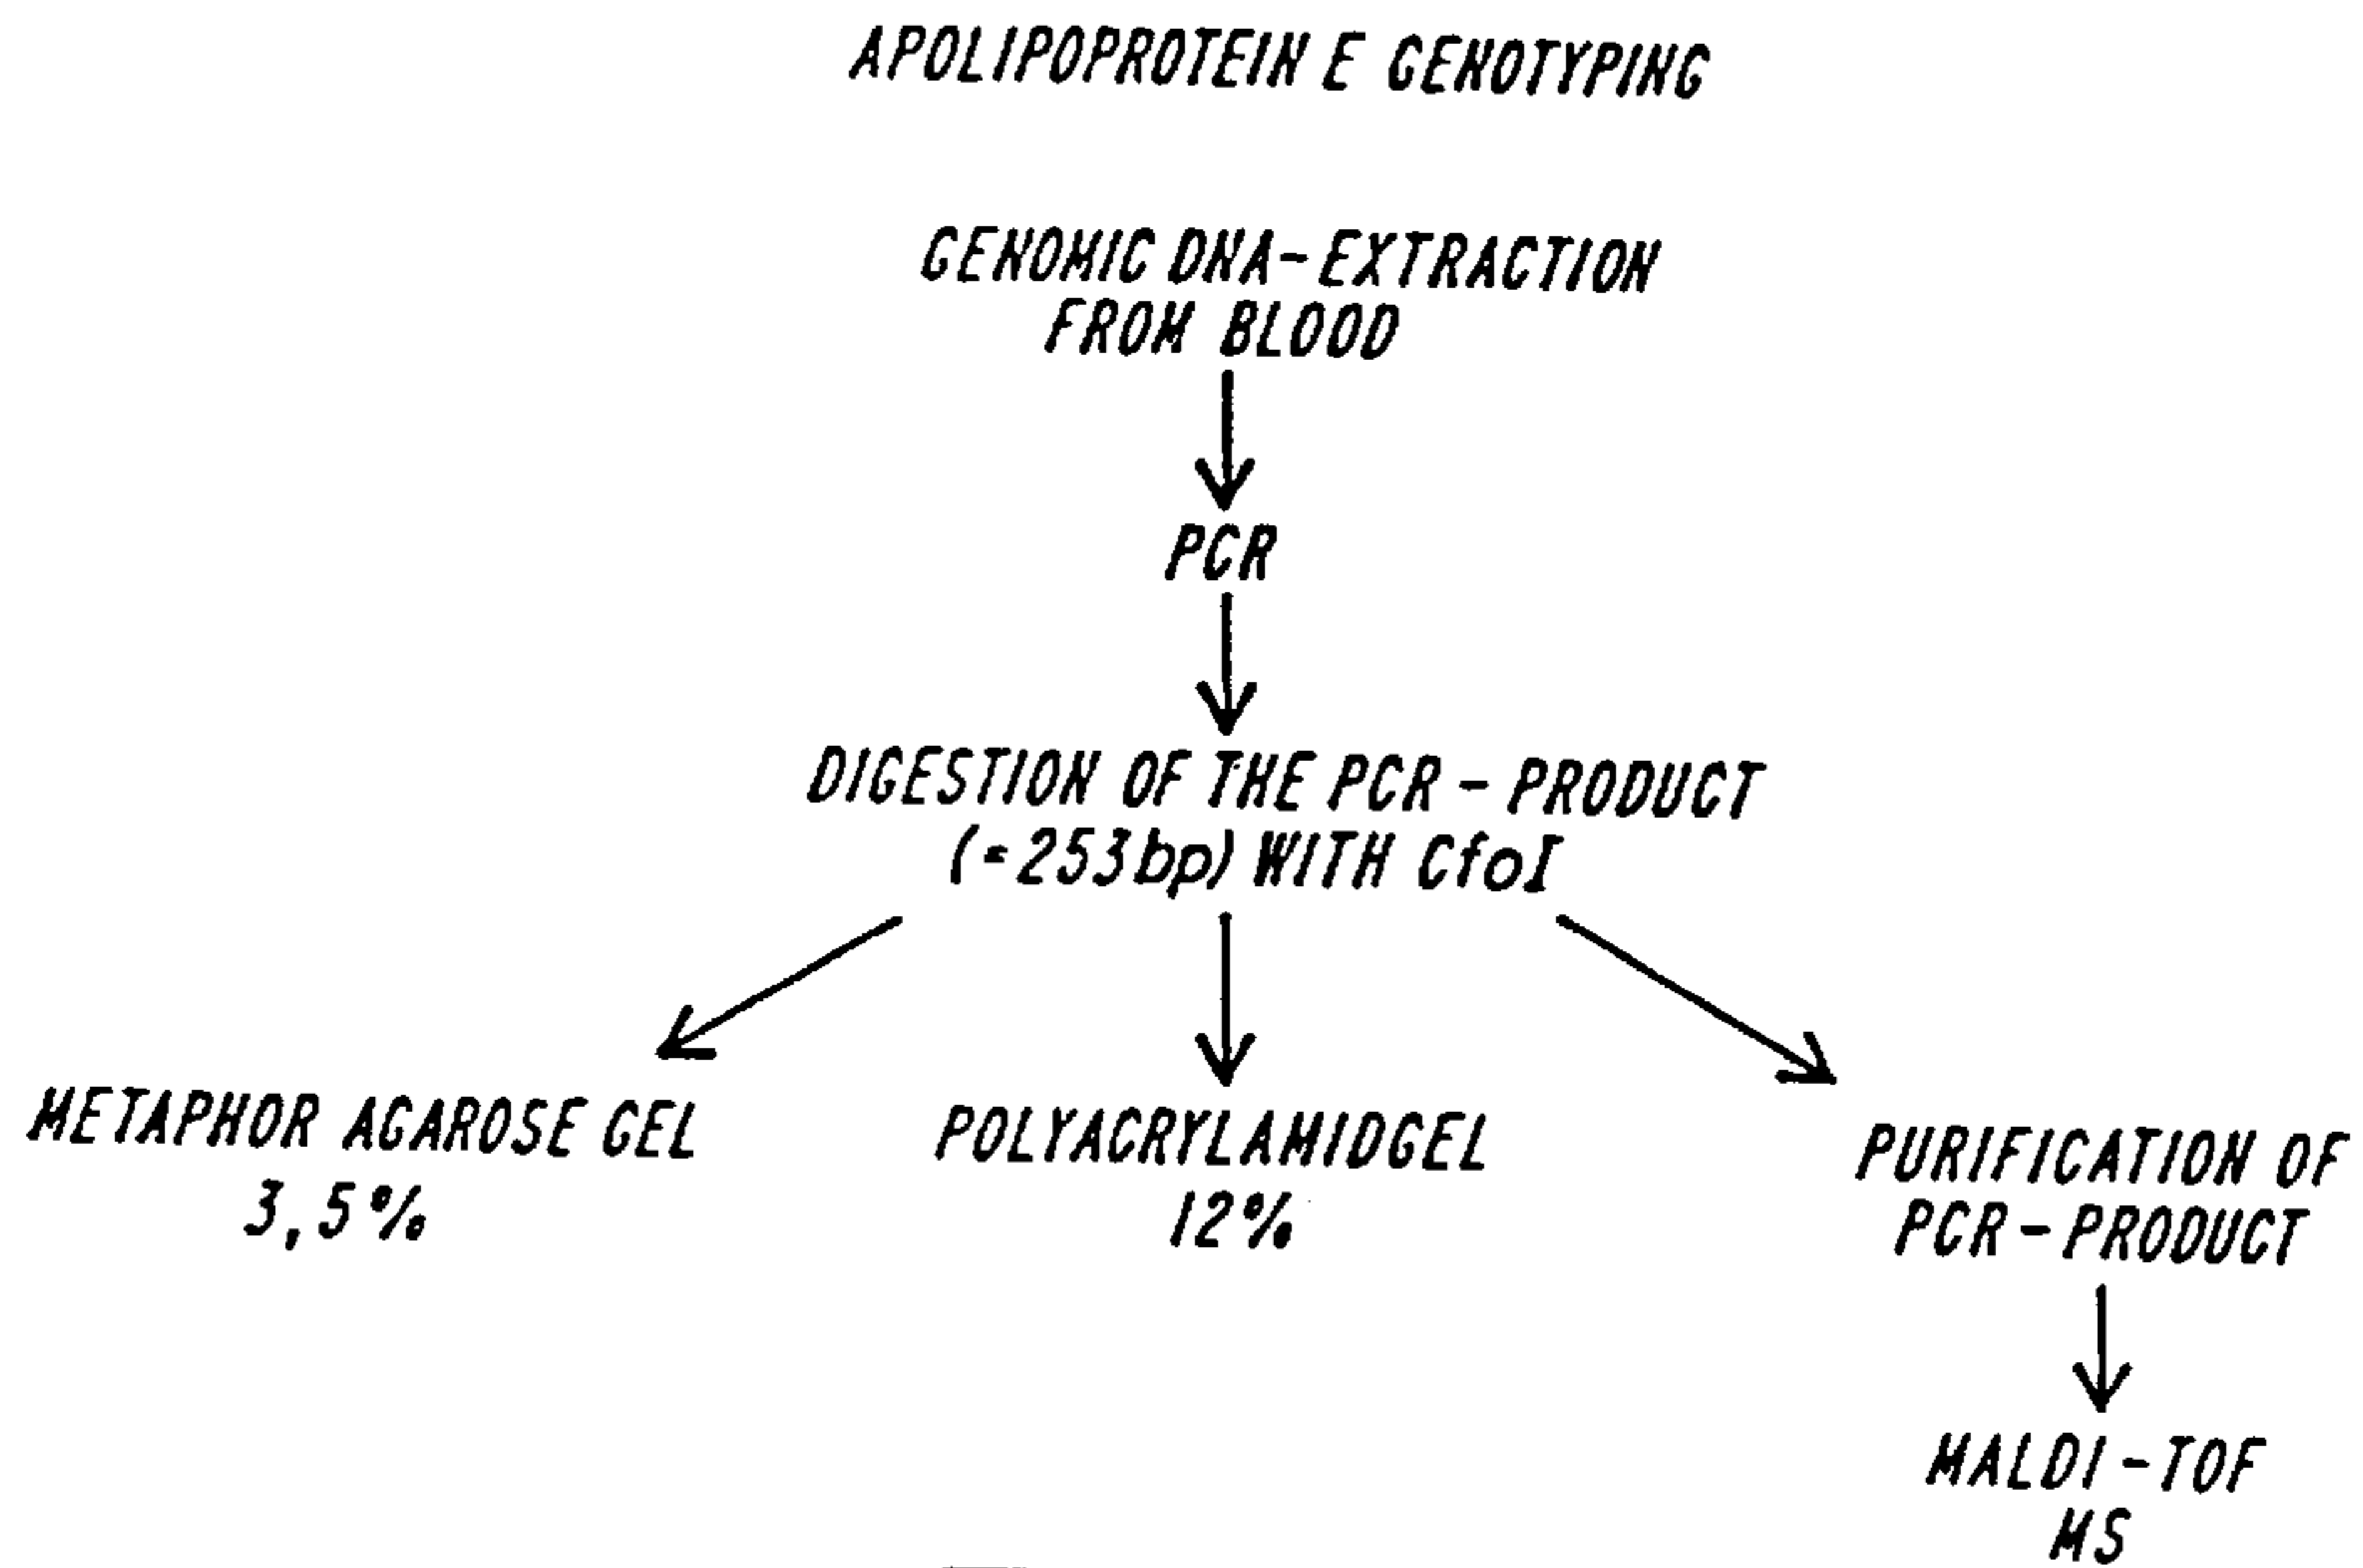 APOLIPOPROTEIN E GENOTYPING
GENOMIC DNA-EXTRACTION
FROM BLOOD
PCR
DIGESTION OF THE PCR - PRODUCT
(=253bp) WITH CfoI
METAPHOR AGAROSE GEL
3,5%
POLYACRYLAMIDGEL
12%
PURIFICATION OF
PCR - PRODUCT
MALDI - TOF
MS